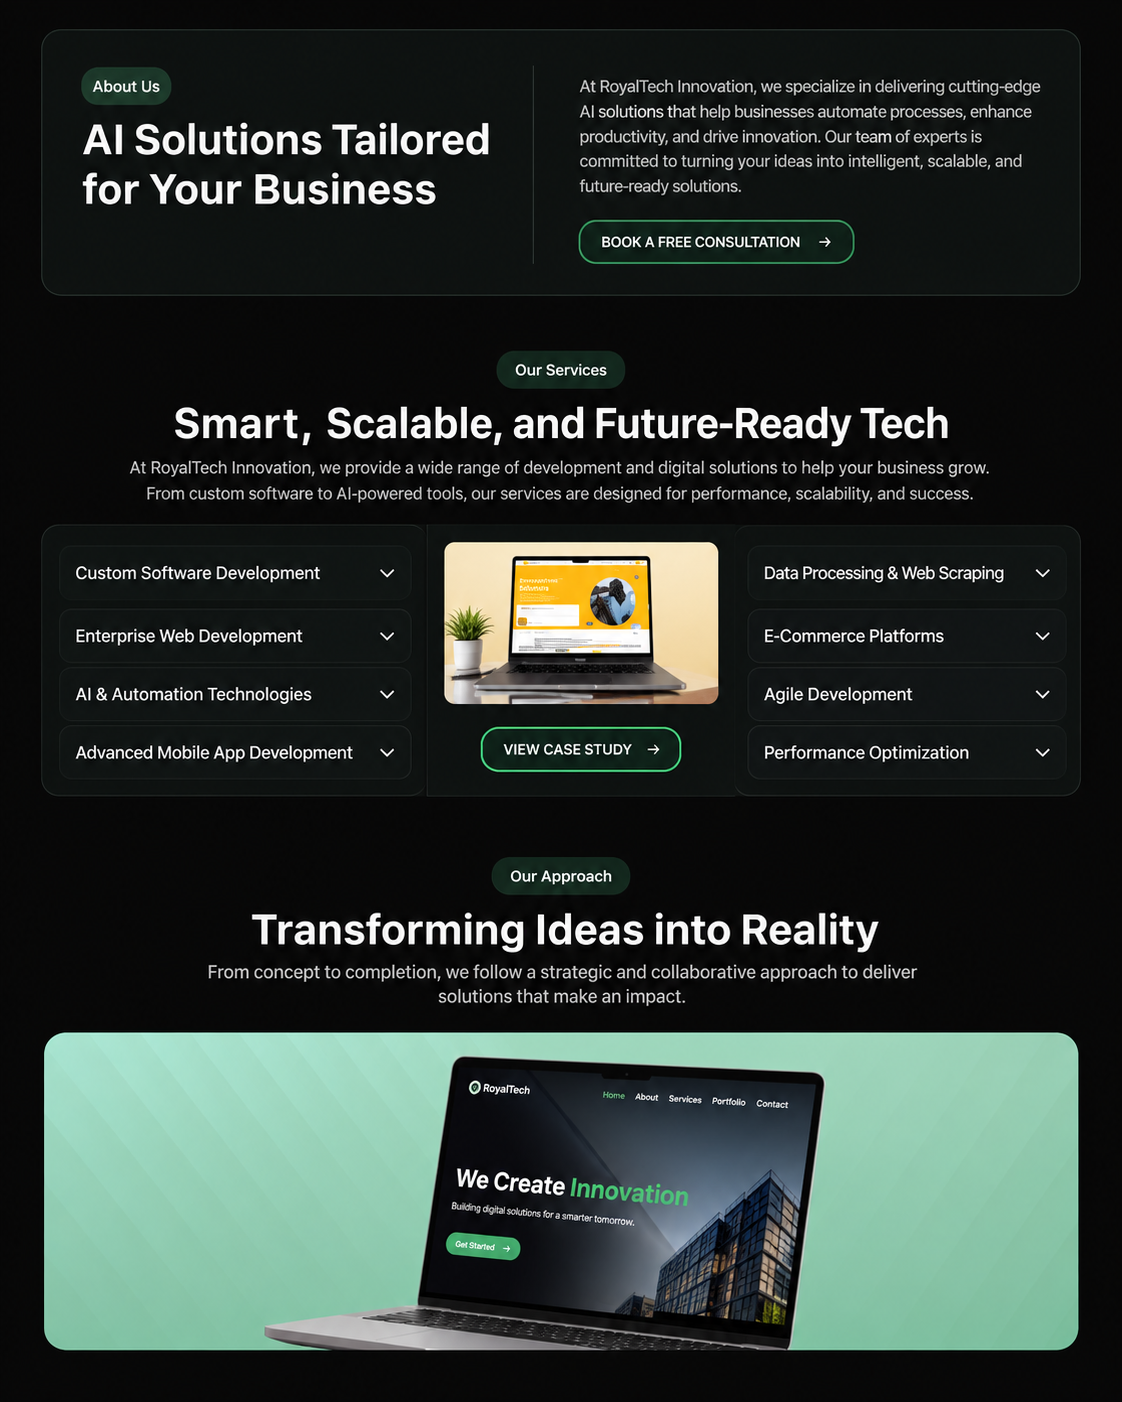 About Us
AI Solutions Tailored
for Your Business
At RoyalTech Innovation, we specialize in delivering cutting-edge
AI solutions that help businesses automate processes, enhance
productivity, and drive innovation. Our team of experts is
committed to turning your ideas into intelligent, scalable, and
future-ready solutions.
BOOK A FREE CONSULTATION →
Our Services
Smart, Scalable, and Future-Ready Tech
At RoyalTech Innovation, we provide a wide range of development and digital solutions to help your business grow.
From custom software to AI-powered tools, our services are designed for performance, scalability, and success.
Custom Software Development
Enterprise Web Development
AI & Automation Technologies
Advanced Mobile App Development
VIEW CASE STUDY →
Data Processing & Web Scraping
E-Commerce Platforms
Agile Development
Performance Optimization
Our Approach
Transforming Ideas into Reality
From concept to completion, we follow a strategic and collaborative approach to deliver
solutions that make an impact.
RoyalTech
Home About Services Portfolio Contact
We Create Innovation
Building digital solutions for a smarter tomorrow.
Get Started →